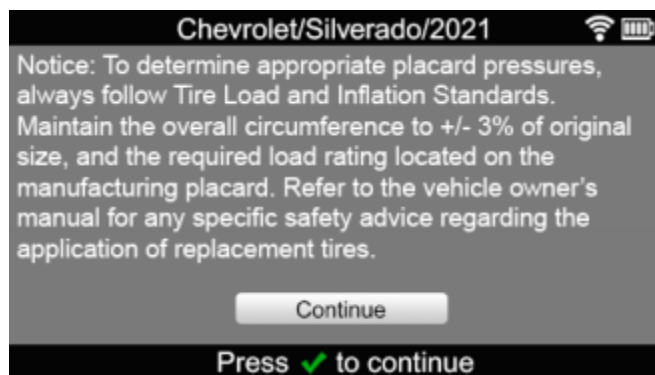 Chevrolet/Silverado/2021
Notice: To determine appropriate placard pressures,
always follow Tire Load and Inflation Standards.
Maintain the overall circumference to +/- 3% of original
size, and the required load rating located on the
manufacturing placard. Refer to the vehicle owner's
manual for any specific safety advice regarding the
application of replacement tires.
Continue
Press ✓ to continue